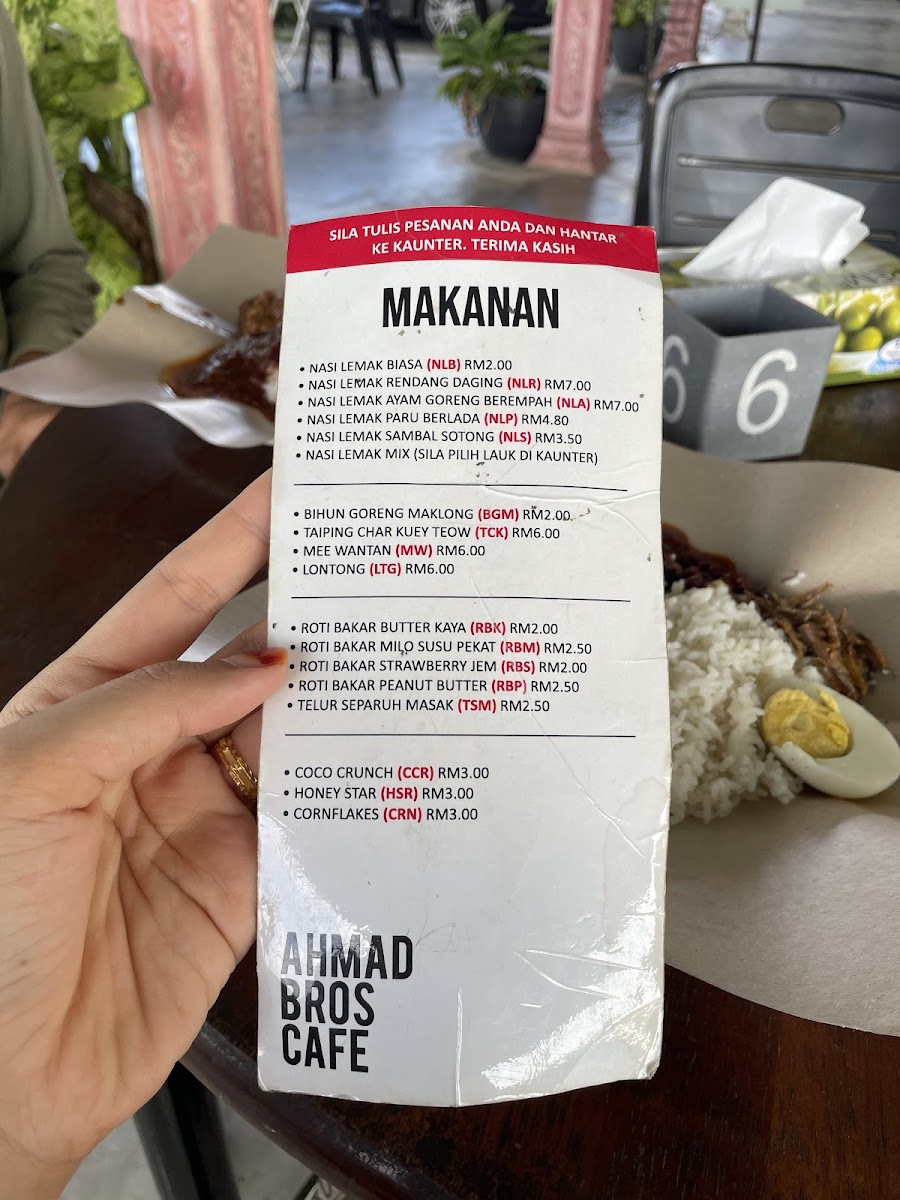 SILA TULIS PESANAN ANDA DAN HANTAR
KE KAUNTER. TERIMA KASIH
MAKANAN
• NASI LEMAK BIASA (NLB) RM2.00
• NASI LEMAK RENDANG DAGING (NLR) RM7.00
• NASI LEMAK AYAM GORENG BEREMPAH (NLA) RM7.00
• NASI LEMAK PARU BERLADA (NLP) RM4.80
• NASI LEMAK SAMBAL SOTONG (NLS) RM3.50
• NASI LEMAK MIX (SILA PILIH LAUK DI KAUNTER)
• BIHUN GORENG MAKLONG (BGM) RM2.00
• TAIPING CHAR KUEY TEOW (TCK) RM6.00
• MEE WANTAN (MW) RM6.00
• LONTONG (LTG) RM6.00
• ROTI BAKAR BUTTER KAYA (RBK) RM2.00
• ROTI BAKAR MILO SUSU PEKAT (RBM) RM2.50
• ROTI BAKAR STRAWBERRY JEM (RBS) RM2.00
• ROTI BAKAR PEANUT BUTTER (RBP) RM2.50
• TELUR SEPARUH MASAK (TSM) RM2.50
• COCO CRUNCH (CCR) RM3.00
• HONEY STAR (HSR) RM3.00
• CORNFLAKES (CRN) RM3.00
AHMAD
BROS
CAFE
6
6